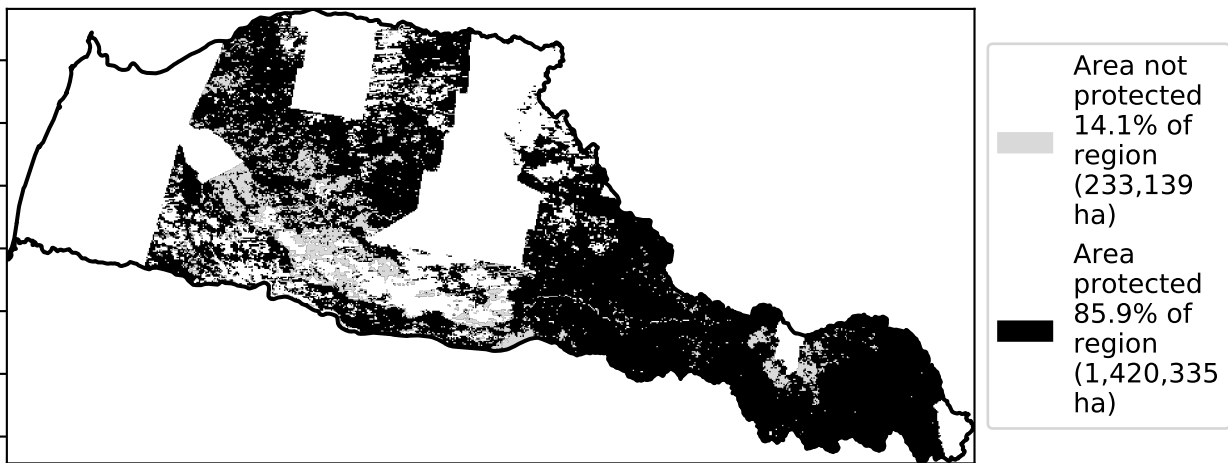 Area not
protected
14.1% of
region
(233,139
ha)
Area
protected
85.9% of
region
(1,420,335
ha)